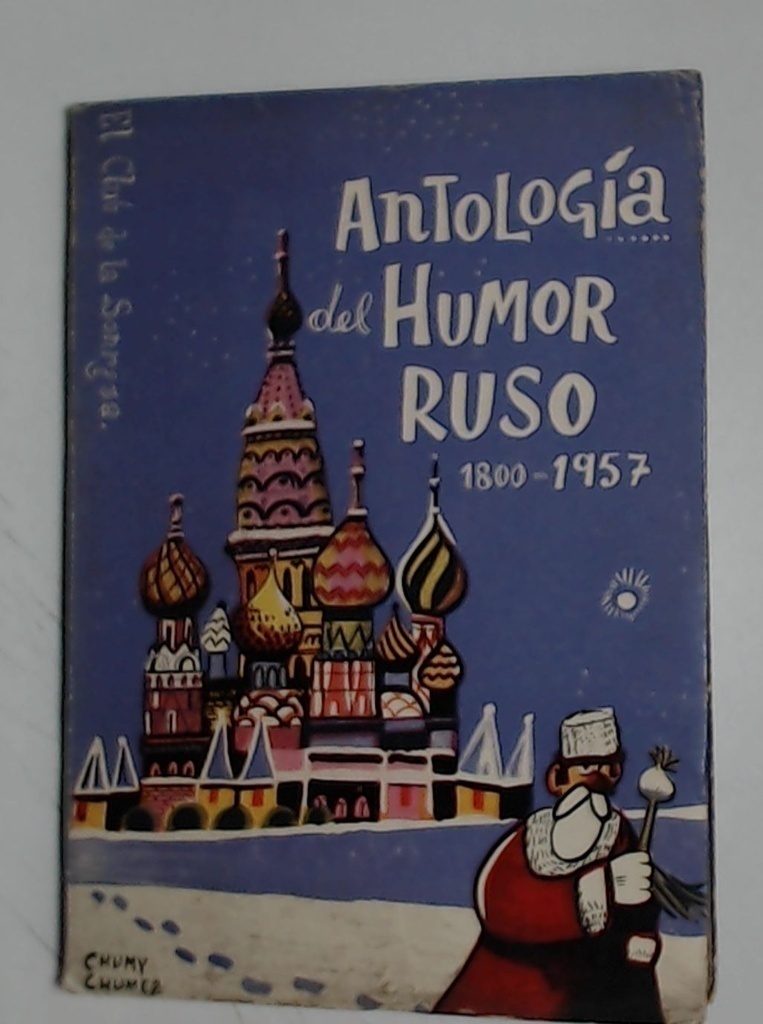 El Club de la Sonrisa.
Antología
del Humor
Ruso
1800-1957
Chumy
Chumez